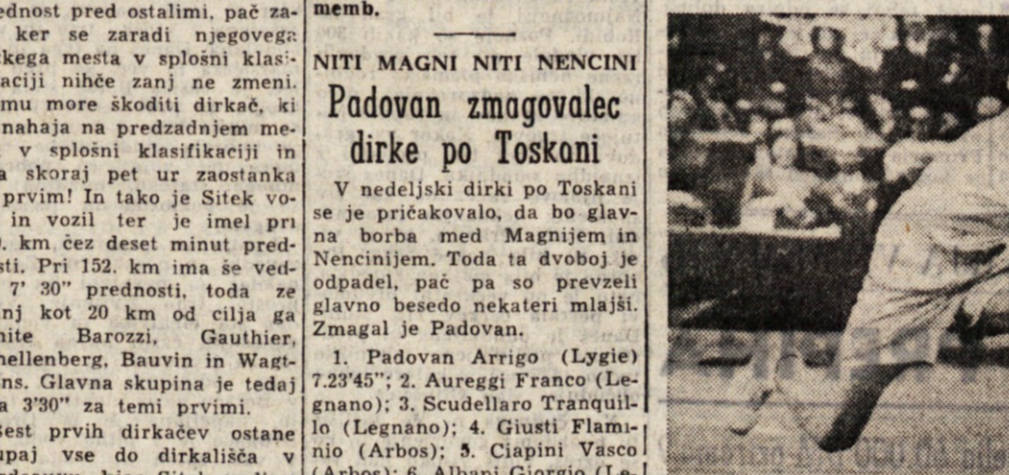 ednost pred ostalimi, pač za-
ker se zaradi njegovega
kega mesta v splošni klasi-
aciji nihče zanj ne zmeni.
mu more škoditi dirkač, ki
nahaja na predzadnjem me-
v splošni klasifikaciji in
a skoraj pet ur zaostanka
prvim! In tako je Sitek vo-
in vozil ter je imel pri
. km čez deset minut pred-
sti. Pri 152. km ima še ved-
7' 30" prednosti, toda že
nj kot 20 km od cilja ga
hite Barozzi, Gauthier,
hellenberg, Bauvin in Wagt-
ns. Glavna skupina je tedaj
a 3'30" za temi prvimi.
Šest prvih dirkačev ostane
upaj vse do dirkališča v
memb.
NITI MAGNI NITI NENCINI
Padovan zmagovalec
dirke po Toskani
V nedeljski dirki po Toskani
se je pričakovalo, da bo glav-
na borba med Magnijem in
Nencinijem. Toda ta dvoboj je
odpadel, pač pa so prevzeli
glavno besedo nekateri mlajši.
Zmagal je Padovan.
1. Padovan Arrigo (Lygie)
7.23'45"; 2. Aureggi Franco (Le-
gnano); 3. Scudellaro Tranquil-
lo (Legnano); 4. Giusti Flami-
nio (Arbos); 5. Ciapini Vasco
(Arbos); 6. Albani Giorgio (Le-